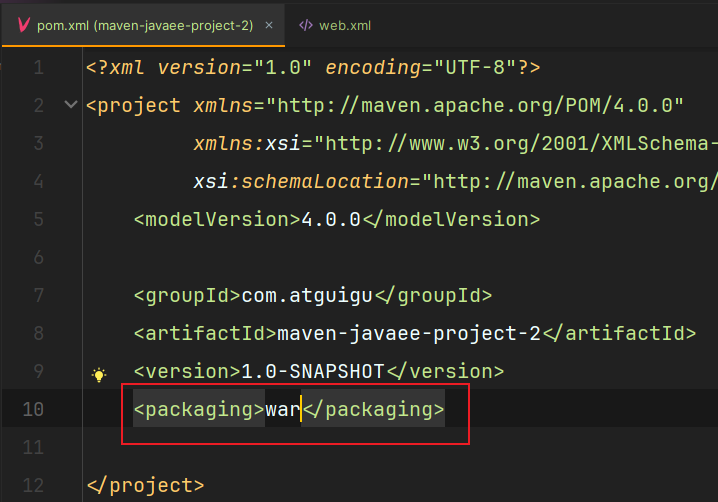 pom.xml (maven-javaee-project-2) × web.xml
1 <?xml version="1.0" encoding="UTF-8"?>
2 <project xmlns="http://maven.apache.org/POM/4.0.0"
3 xmlns:xsi="http://www.w3.org/2001/XMLSchema-
4 xsi:schemaLocation="http://maven.apache.org/
5 <modelVersion>4.0.0</modelVersion>
6
7 <groupId>com.atguigu</groupId>
8 <artifactId>maven-javaee-project-2</artifactId>
9 <version>1.0-SNAPSHOT</version>
10 <packaging>war</packaging>
11
12 </project>